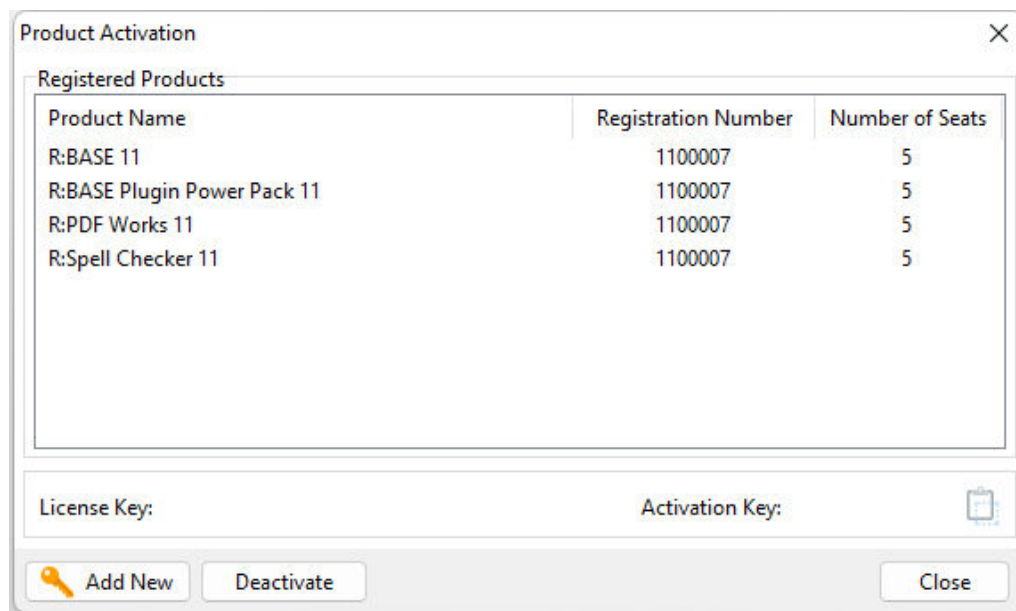 Product Activation
Registered Products
Product Name Registration Number Number of Seats
R:BASE 11 1100007 5
R:BASE Plugin Power Pack 11 1100007 5
R:PDF Works 11 1100007 5
R:Spell Checker 11 1100007 5
License Key: Activation Key:
Add New Deactivate Close